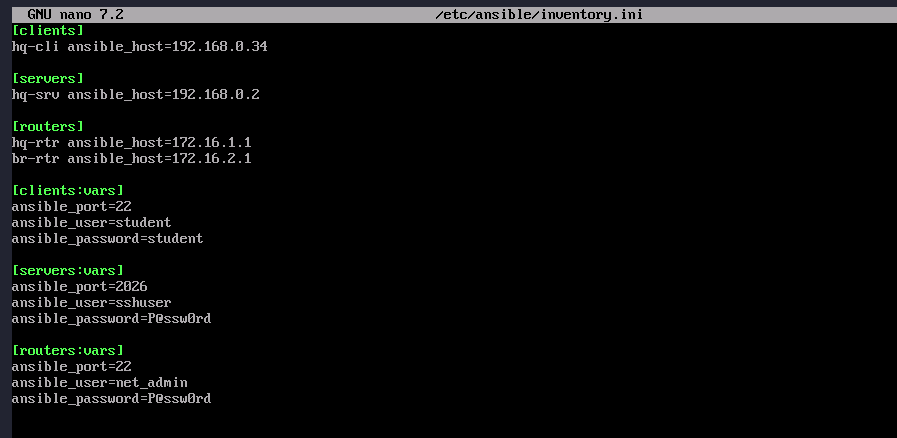 GNU nano 7.2 /etc/ansible/inventory.ini
[clients]
hq-cli ansible_host=192.168.0.34
[servers]
hq-srv ansible_host=192.168.0.2
[routers]
hq-rtr ansible_host=172.16.1.1
br-rtr ansible_host=172.16.2.1
[clients:vars]
ansible_port=22
ansible_user=student
ansible_password=student
[servers:vars]
ansible_port=2026
ansible_user=sshuser
ansible_password=P@ssw0rd
[routers:vars]
ansible_port=22
ansible_user=net_admin
ansible_password=P@ssw0rd